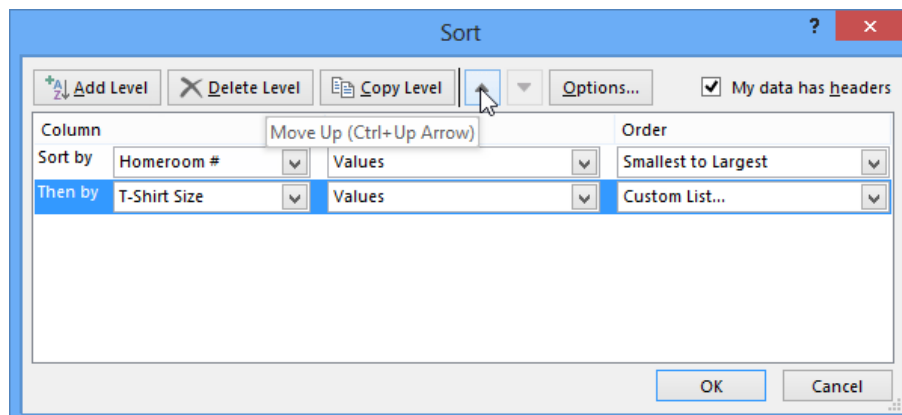 Sort
?
Add Level Delete Level Copy Level Options... My data has headers
Column Order
Move Up (Ctrl+Up Arrow)
Sort by Homeroom # Values Smallest to Largest
Then by T-Shirt Size Values Custom List...
OK Cancel